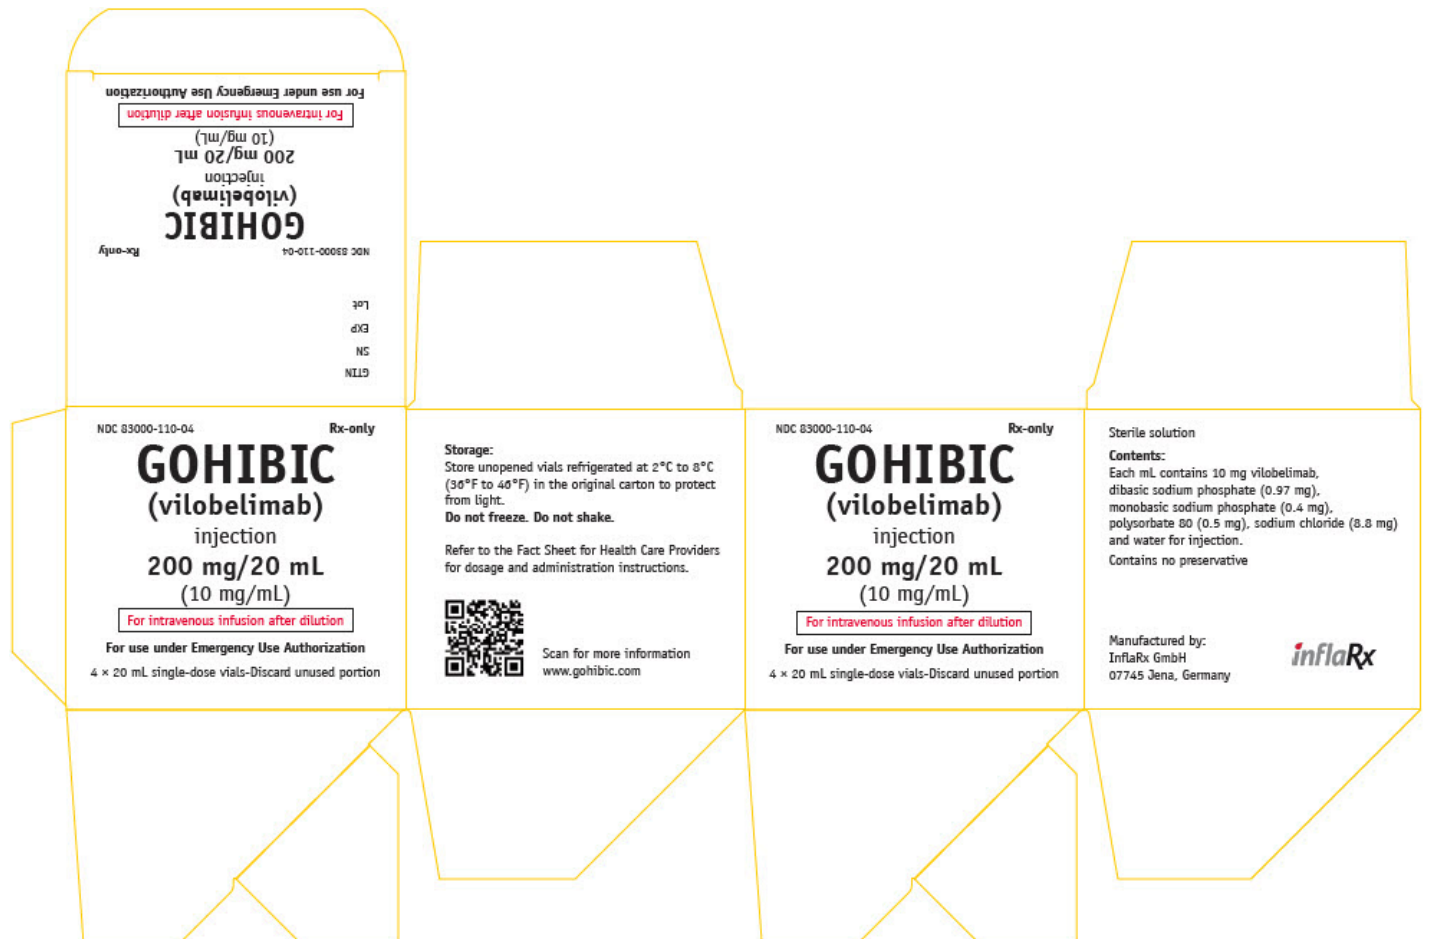 For use under Emergency Use Authorization
For intravenous infusion after dilution
(10 mg/mL)
200 mg/20 mL
injection
(vilobelimab)
GOHIBIC
NDC 83000-110-04 Rx-only
Lot
EXP
SN
GTIN
NDC 83000-110-04 Rx-only
GOHIBIC
(vilobelimab)
injection
200 mg/20 mL
(10 mg/mL)
For intravenous infusion after dilution
For use under Emergency Use Authorization
4 × 20 mL single-dose vials-Discard unused portion
Storage:
Store unopened vials refrigerated at 2°C to 8°C
(36°F to 46°F) in the original carton to protect
from light.
Do not freeze. Do not shake.
Refer to the Fact Sheet for Health Care Providers
for dosage and administration instructions.
Scan for more information
www.gohibic.com
NDC 83000-110-04 Rx-only
GOHIBIC
(vilobelimab)
injection
200 mg/20 mL
(10 mg/mL)
For intravenous infusion after dilution
For use under Emergency Use Authorization
4 × 20 mL single-dose vials-Discard unused portion
Sterile solution
Contents:
Each mL contains 10 mg vilobelimab,
dibasic sodium phosphate (0.97 mg),
monobasic sodium phosphate (0.4 mg),
polysorbate 80 (0.5 mg), sodium chloride (8.8 mg)
and water for injection.
Contains no preservative
Manufactured by:
InflaRx GmbH
07745 Jena, Germany
inflaRx